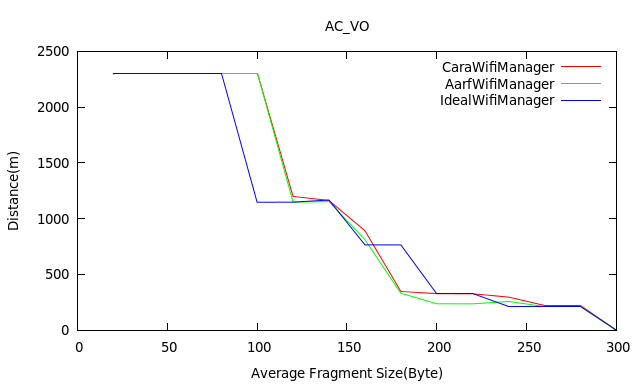 AC_VO
2500
2000
1500
1000
500
0
Distance(m)
CaraWifiManager
AarfWifiManager
IdealWifiManager
0 50 100 150 200 250 300
Average Fragment Size(Byte)